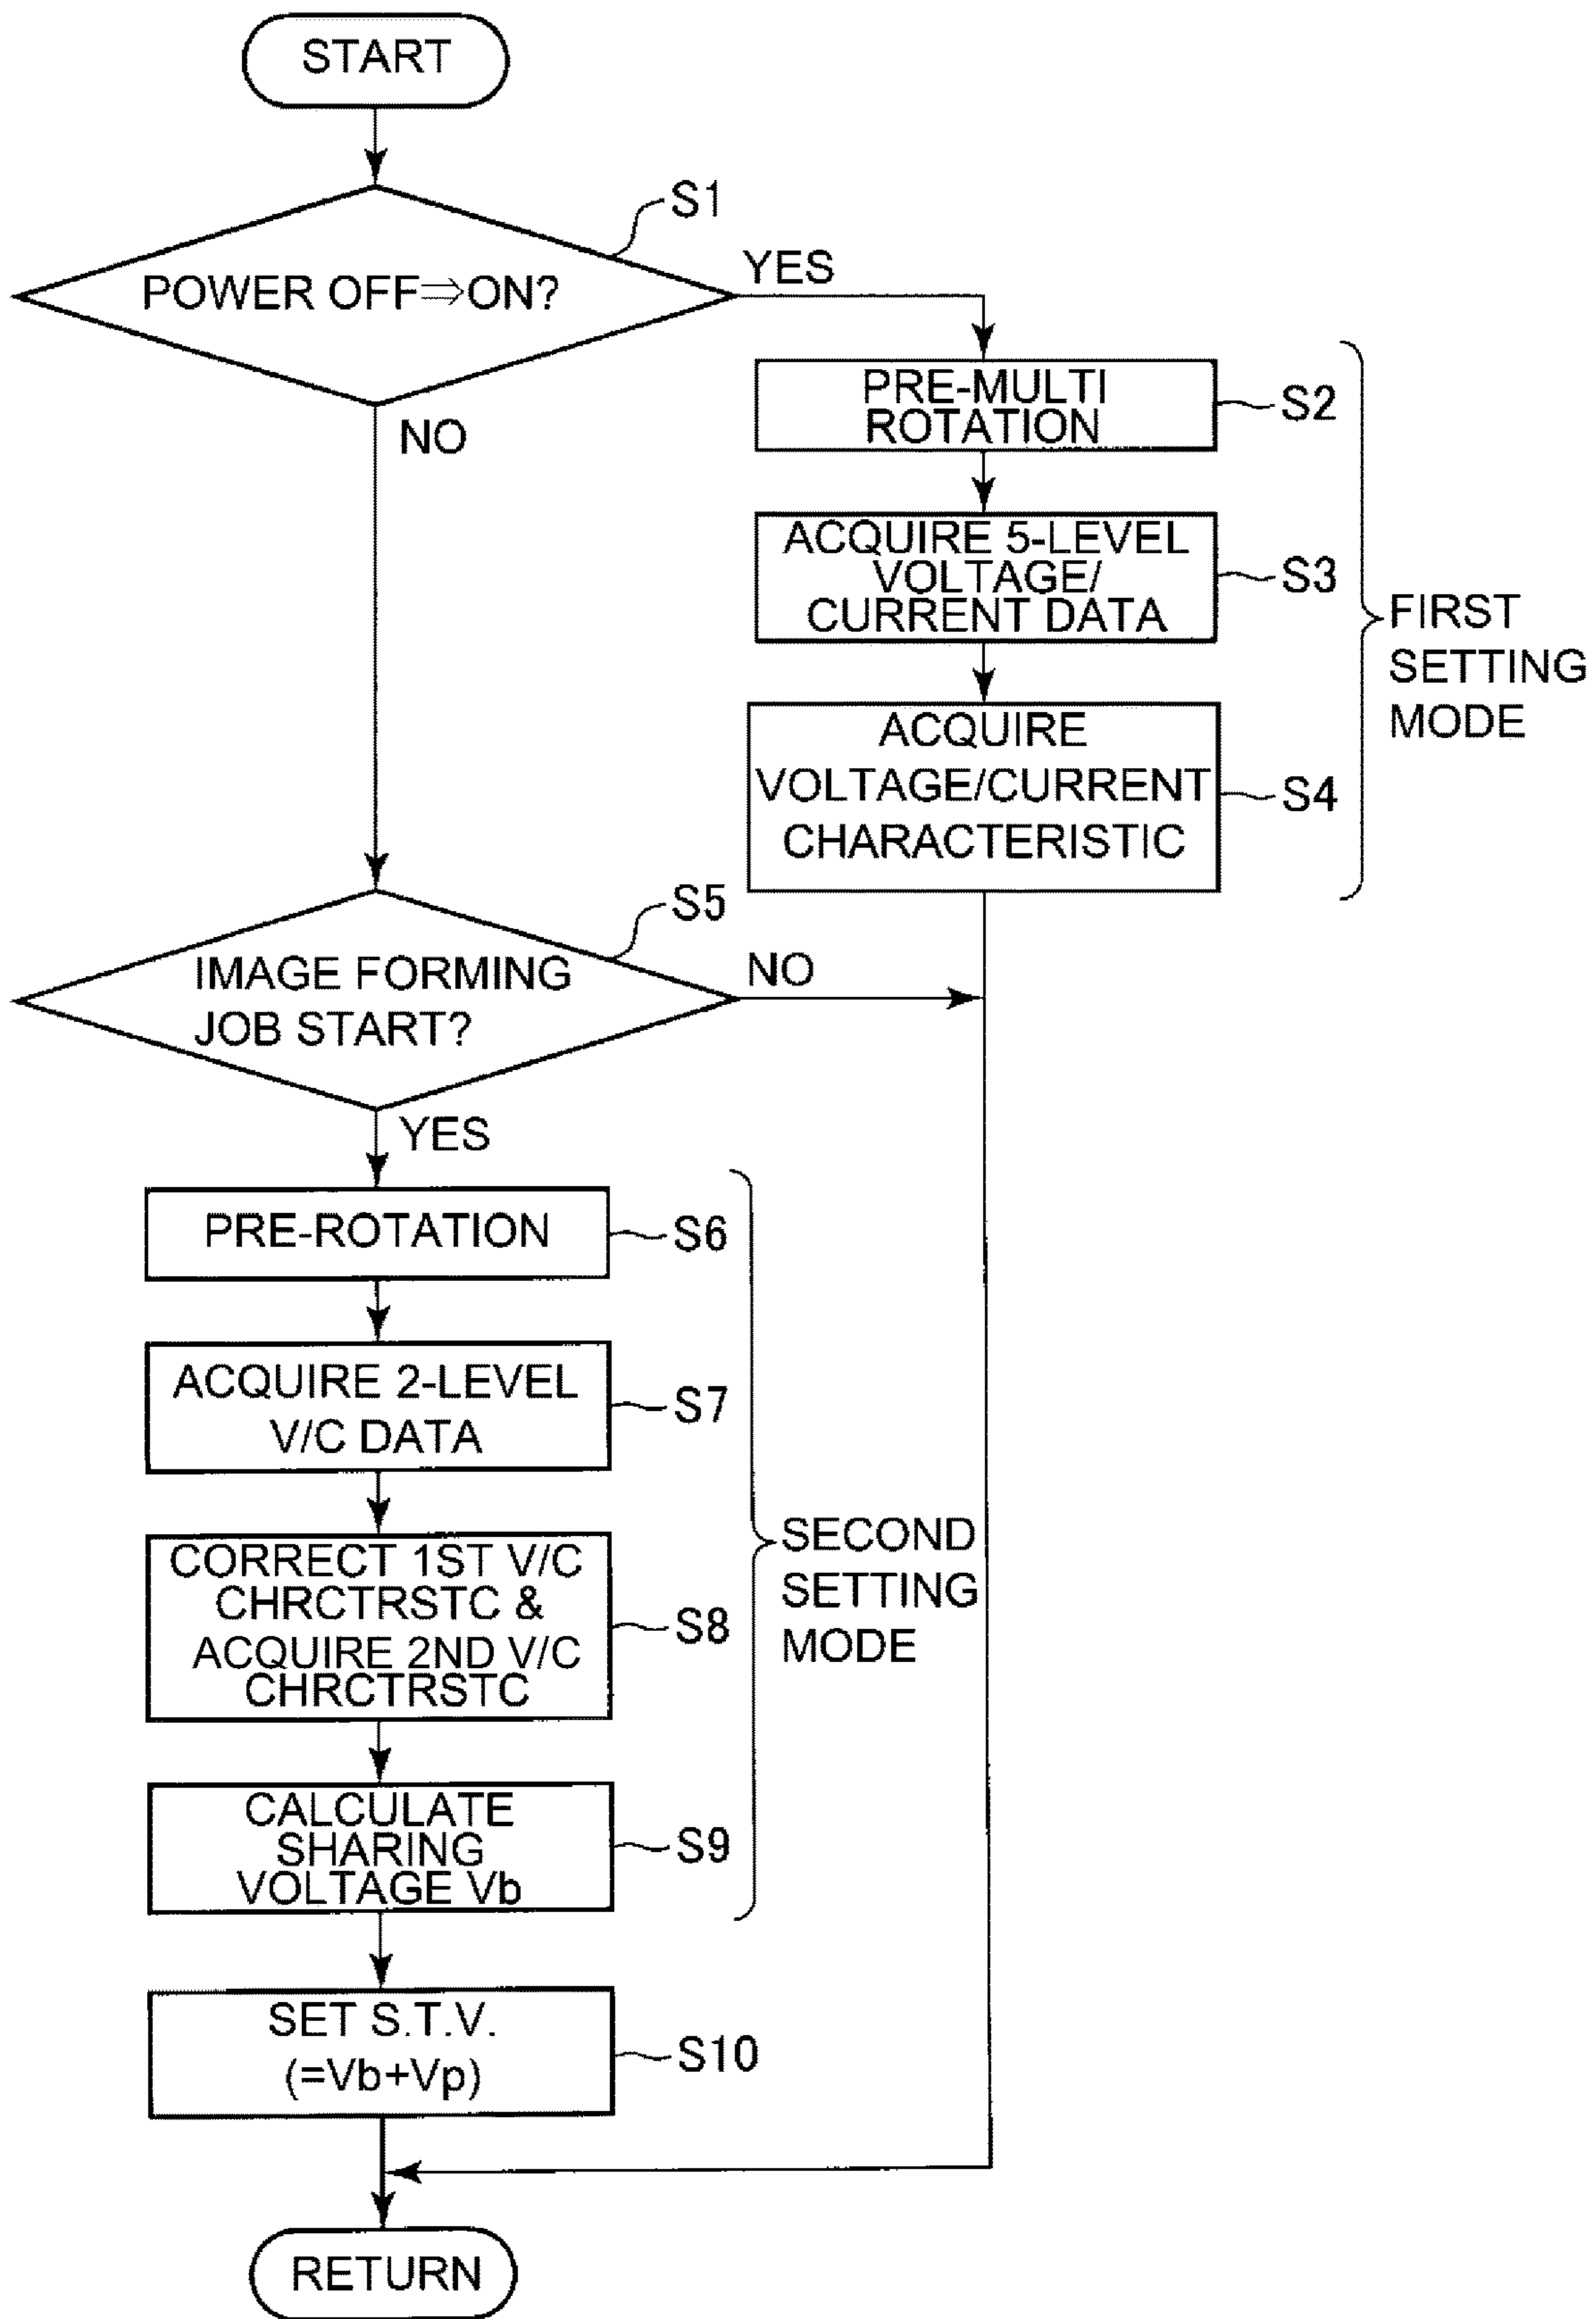 START
S1
POWER OFF⇒ON?
YES
NO
PRE-MULTI
ROTATION
S2
ACQUIRE 5-LEVEL
VOLTAGE/
CURRENT DATA
S3
ACQUIRE
VOLTAGE/CURRENT
CHARACTERISTIC
S4
FIRST
SETTING
MODE
S5
IMAGE FORMING
JOB START?
NO
YES
PRE-ROTATION
S6
ACQUIRE 2-LEVEL
V/C DATA
S7
CORRECT 1ST V/C
CHRCTRSTC &
ACQUIRE 2ND V/C
CHRCTRSTC
S8
CALCULATE
SHARING
VOLTAGE Vb
S9
SECOND
SETTING
MODE
SET S.T.V.
(=Vb+Vp)
S10
RETURN